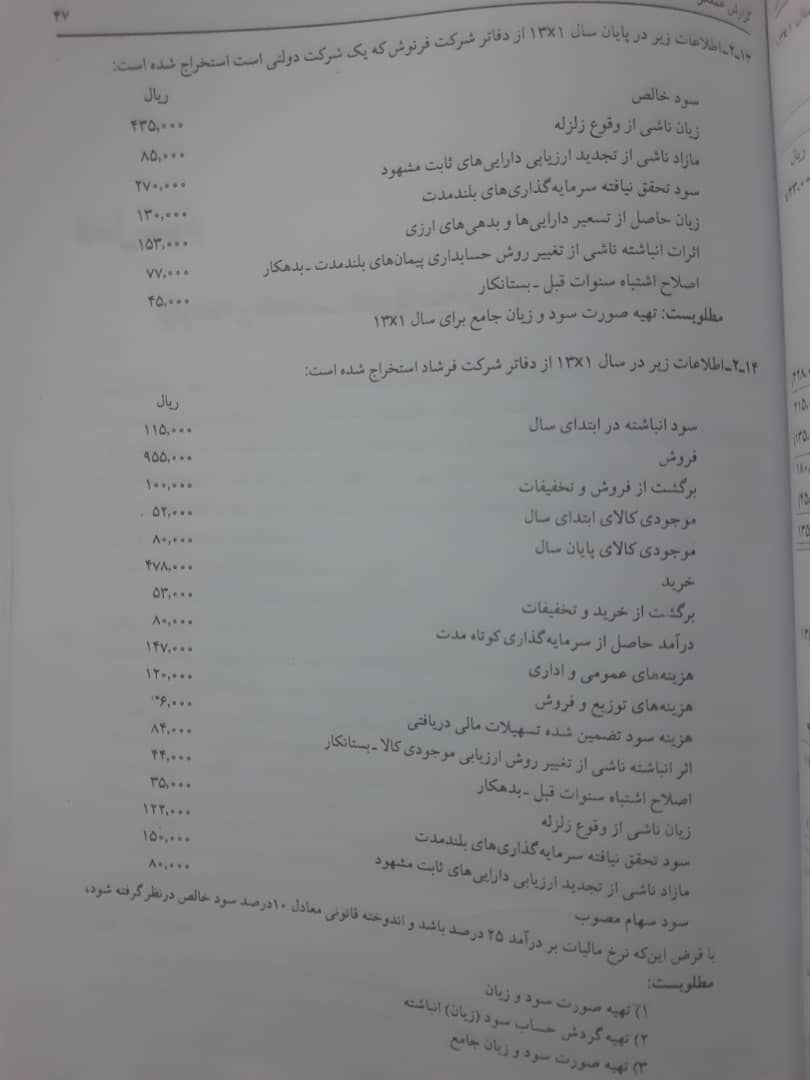 گزارش
۴۷
۱۳ـ۲ـ اطلاعات زیر در پایان سال ۱۳X۱ از دفاتر شرکت فرنوش که یک شرکت دولتی است استخراج شده است:
ریال
سود خالص ۴۳۵,۰۰۰
زیان ناشی از وقوع زلزله ۸۵,۰۰۰
مازاد ناشی از تجدید ارزیابی دارایی‌های ثابت مشهود ۲۷۰,۰۰۰
سود تحقق نیافته سرمایه‌گذاری‌های بلندمدت ۱۳۰,۰۰۰
زیان حاصل از تسعیر دارایی‌ها و بدهی‌های ارزی ۱۵۳,۰۰۰
اثرات انباشته ناشی از تغییر روش حسابداری پیمان‌های بلندمدت ـ بدهکار ۷۷,۰۰۰
اصلاح اشتباه سنوات قبل ـ بستانکار ۴۵,۰۰۰
مطلوبست: تهیه صورت سود و زیان جامع برای سال ۱۳X۱
۱۴ـ۲ـ اطلاعات زیر در سال ۱۳X۱ از دفاتر شرکت فرشاد استخراج شده است:
ریال
سود انباشته در ابتدای سال ۱۱۵,۰۰۰
فروش ۹۵۵,۰۰۰
برگشت از فروش و تخفیفات ۱۰۰,۰۰۰
موجودی کالای ابتدای سال ۵۲,۰۰۰
موجودی کالای پایان سال ۸۰,۰۰۰
خرید ۴۷۸,۰۰۰
برگشت از خرید و تخفیفات ۵۳,۰۰۰
درآمد حاصل از سرمایه‌گذاری کوتاه مدت ۸۰,۰۰۰
هزینه‌های عمومی و اداری ۱۴۷,۰۰۰
هزینه‌های توزیع و فروش ۱۲۰,۰۰۰
هزینه سود تضمین شده تسهیلات مالی دریافتی
اثر انباشته ناشی از تغییر روش ارزیابی موجودی کالا ـ بستانکار ۸۴,۰۰۰
اصلاح اشتباه سنوات قبل ـ بدهکار ۴۴,۰۰۰
زیان ناشی از وقوع زلزله ۳۵,۰۰۰
سود تحقق نیافته سرمایه‌گذاری‌های بلندمدت ۱۲۲,۰۰۰
مازاد ناشی از تجدید ارزیابی دارایی‌های ثابت مشهود ۱۵۰,۰۰۰
سود سهام مصوب ۸۰,۰۰۰
با فرض این‌که نرخ مالیات بر درآمد ۲۵ درصد باشد و اندوخته قانونی معادل ۱۰درصد سود خالص درنظر گرفته شود،
مطلوبست:
۱) تهیه صورت سود و زیان
۲) تهیه گردش حساب سود (زیان) انباشته
۳) تهیه صورت سود و زیان جامع